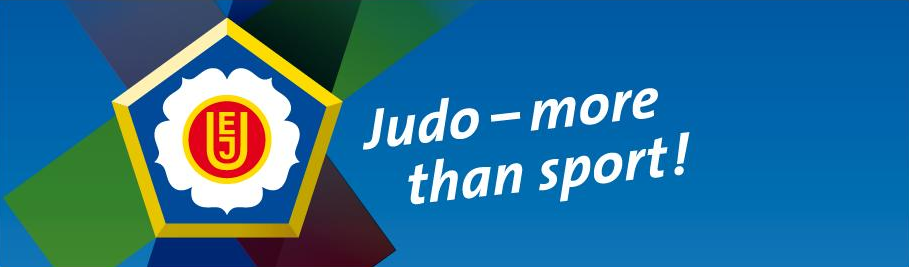 EJU
Judo – more
than sport!